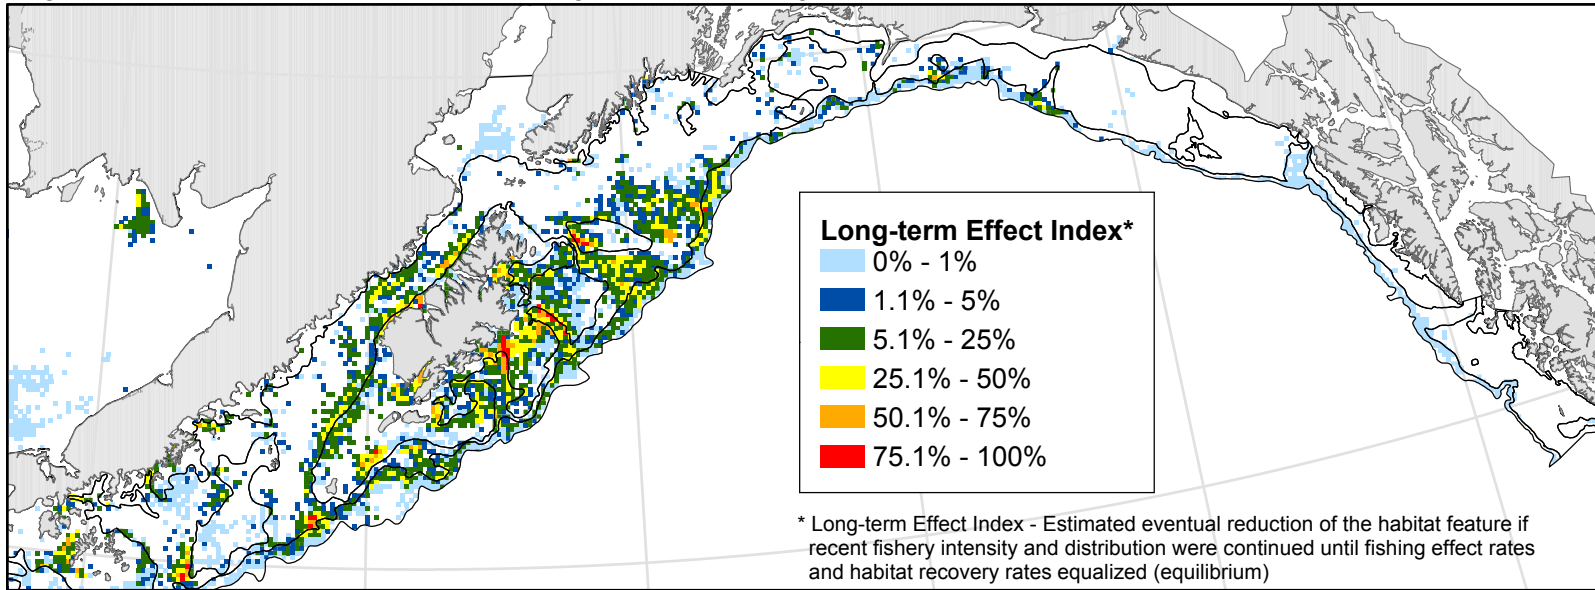 Long-term Effect Index*
0% - 1%
1.1% - 5%
5.1% - 25%
25.1% - 50%
50.1% - 75%
75.1% - 100%
* Long-term Effect Index - Estimated eventual reduction of the habitat feature if
recent fishery intensity and distribution were continued until fishing effect rates
and habitat recovery rates equalized (equilibrium)